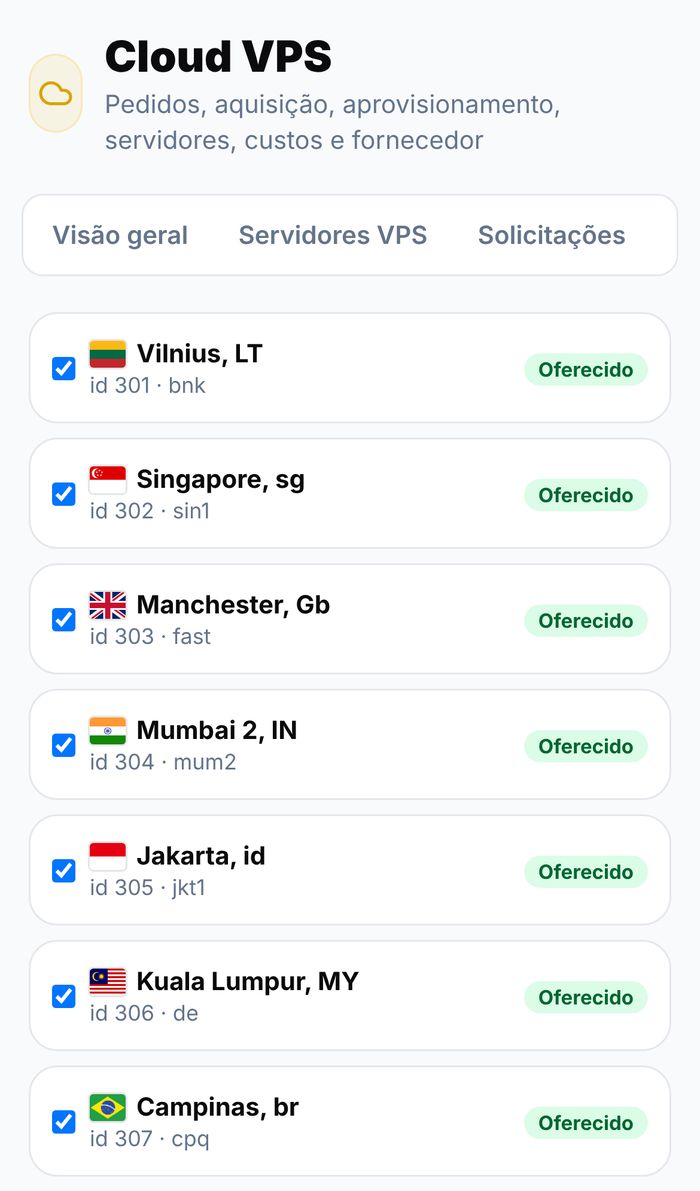 Cloud VPS
Pedidos, aquisição, aprovisionamento,
servidores, custos e fornecedor
Visão geral
Servidores VPS
Solicitações
Vilnius, LT
id 301 · bnk
Oferecido
Singapore, sg
id 302 · sin1
Oferecido
Manchester, Gb
id 303 · fast
Oferecido
Mumbai 2, IN
id 304 · mum2
Oferecido
Jakarta, id
id 305 · jkt1
Oferecido
Kuala Lumpur, MY
id 306 · de
Oferecido
Campinas, br
id 307 · cpq
Oferecido